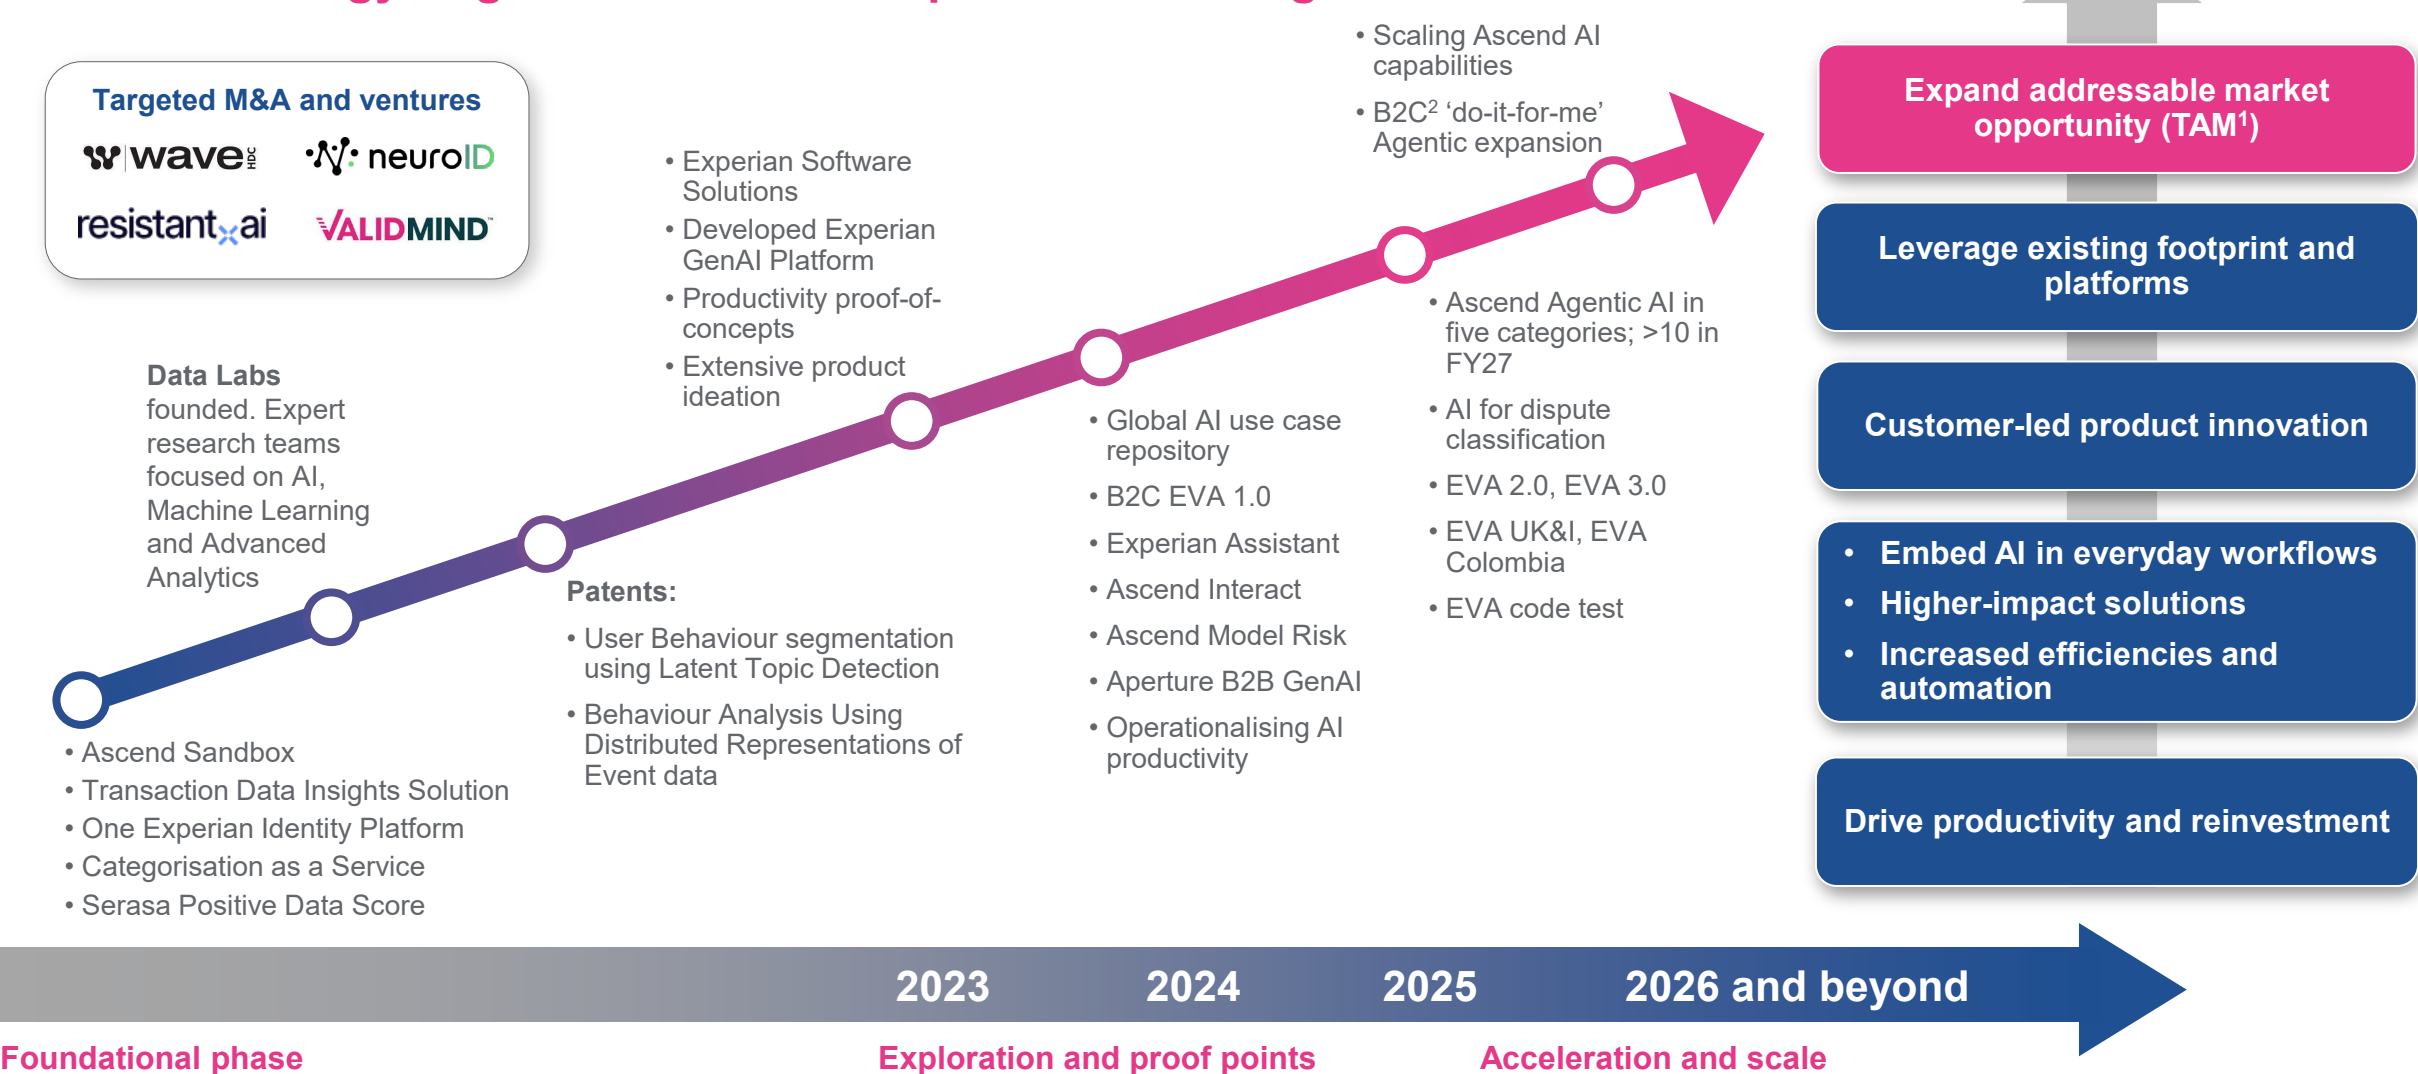 Targeted M&A and ventures
wave HDC
neuroID
resistant ai
VALIDMIND™
Data Labs
founded. Expert
research teams
focused on AI,
Machine Learning
and Advanced
Analytics
• Ascend Sandbox
• Transaction Data Insights Solution
• One Experian Identity Platform
• Categorisation as a Service
• Serasa Positive Data Score
Patents:
• User Behaviour segmentation
using Latent Topic Detection
• Behaviour Analysis Using
Distributed Representations of
Event data
• Experian Software
Solutions
• Developed Experian
GenAI Platform
• Productivity proof-of-
concepts
• Extensive product
ideation
• Global AI use case
repository
• B2C EVA 1.0
• Experian Assistant
• Ascend Interact
• Ascend Model Risk
• Aperture B2B GenAI
• Operationalising AI
productivity
• Scaling Ascend AI
capabilities
• B2C² ‘do-it-for-me’
Agentic expansion
• Ascend Agentic AI in
five categories; >10 in
FY27
• AI for dispute
classification
• EVA 2.0, EVA 3.0
• EVA UK&I, EVA
Colombia
• EVA code test
Expand addressable market
opportunity (TAM¹)
Leverage existing footprint and
platforms
Customer-led product innovation
• Embed AI in everyday workflows
• Higher-impact solutions
• Increased efficiencies and
automation
Drive productivity and reinvestment
2023
2024
2025
2026 and beyond
Foundational phase
Exploration and proof points
Acceleration and scale